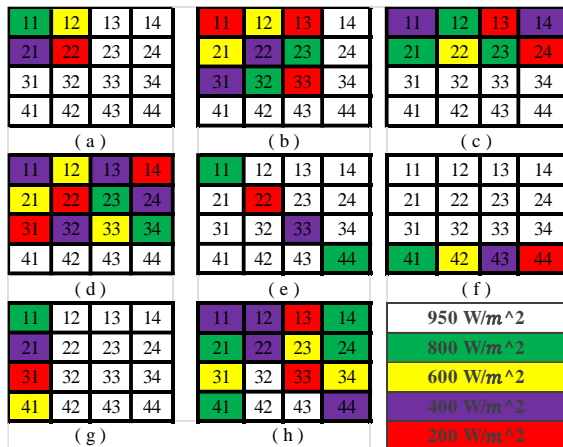 11 12 13 14 11 12 13 14 11 12 13 14
21 22 23 24 21 22 23 24 21 22 23 24
31 32 33 34 31 32 33 34 31 32 33 34
41 42 43 44 41 42 43 44 41 42 43 44
( a ) ( b ) ( c )
11 12 13 14 11 12 13 14 11 12 13 14
21 22 23 24 21 22 23 24 21 22 23 24
31 32 33 34 31 32 33 34 31 32 33 34
41 42 43 44 41 42 43 44 41 42 43 44
( d ) ( e ) ( f )
11 12 13 14 11 12 13 14 950 W/m^2
21 22 23 24 21 22 23 24 800 W/m^2
31 32 33 34 31 32 33 34 600 W/m^2
41 42 43 44 41 42 43 44 400 W/m^2
( g ) ( h ) 200 W/m^2